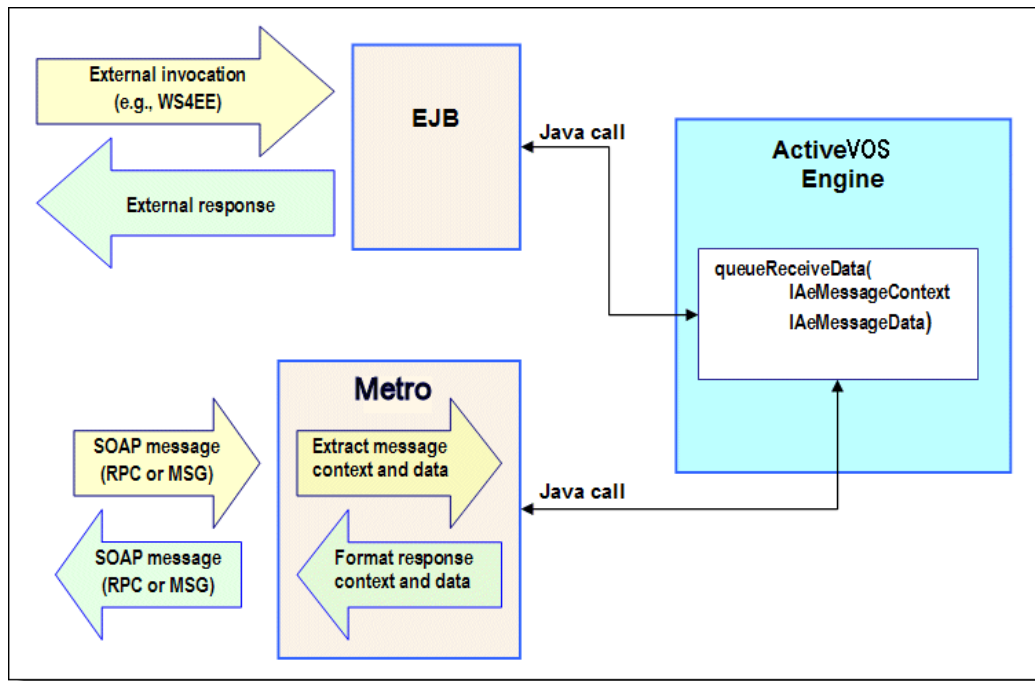 External invocation
(e.g., WS4EE)
External response
EJB
Java call
ActiveVOS
Engine
queueReceiveData(
IAeMessageContext
IAeMessageData)
Metro
SOAP message
(RPC or MSG)
Extract message
context and data
Java call
SOAP message
(RPC or MSG)
Format response
context and data